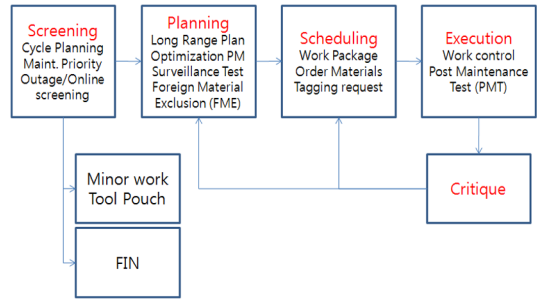 Screening
Cycle Planning
Maint. Priority
Outage/Online
screening
Planning
Long Range Plan
Optimization PM
Surveillance Test
Foreign Material
Exclusion (FME)
Scheduling
Work Package
Order Materials
Tagging request
Execution
Work control
Post Maintenance
Test (PMT)
Minor work
Tool Pouch
Critique
FIN